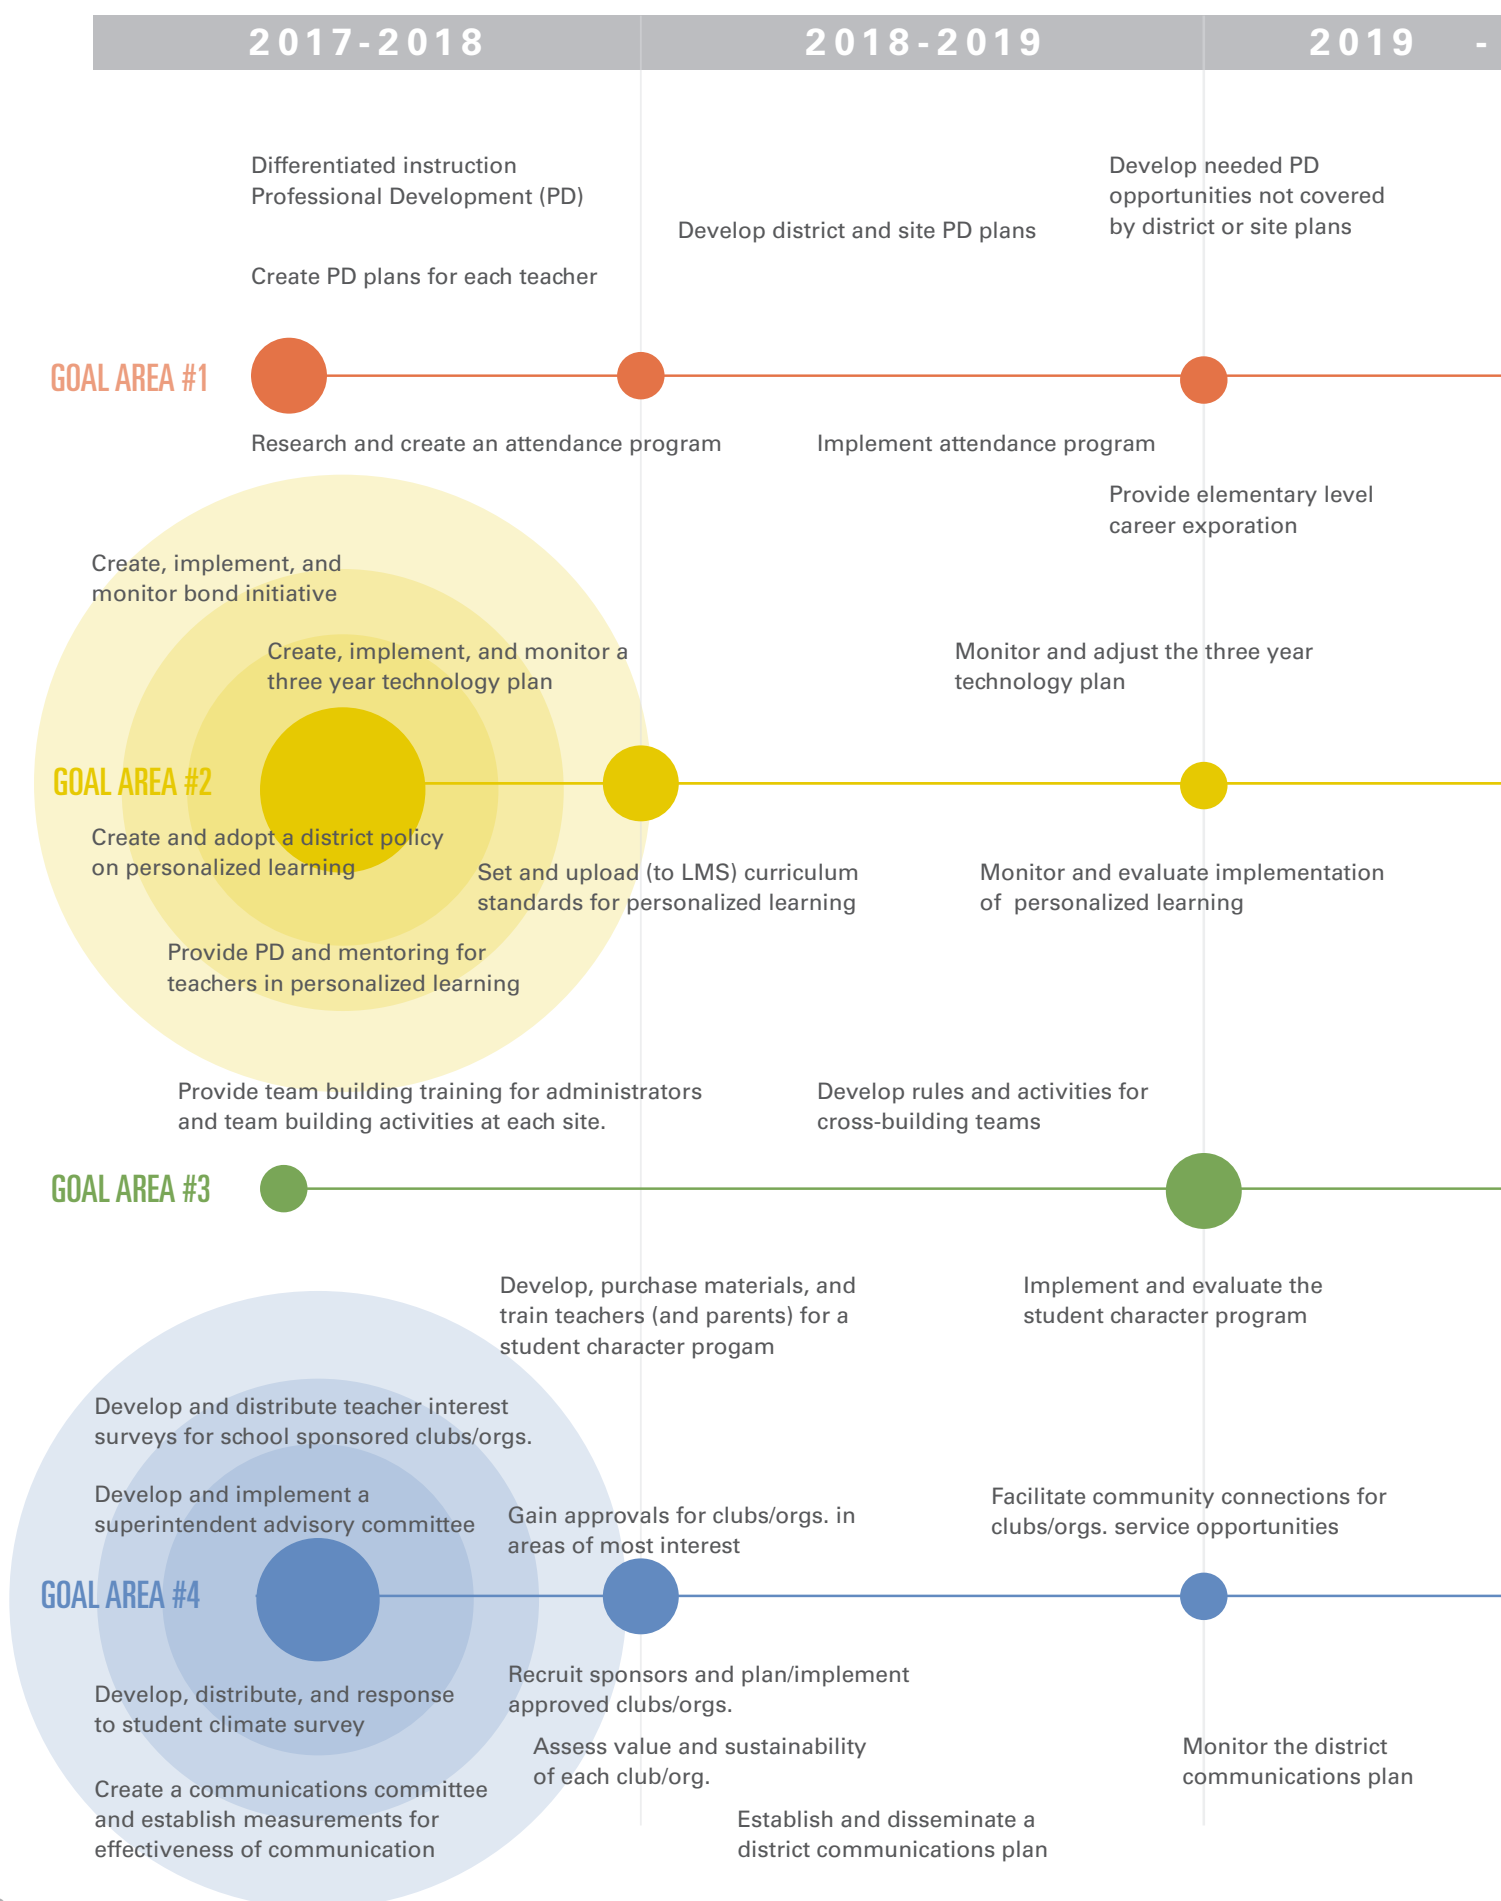 2017-2018
2018-2019
2019 -
Differentiated instruction
Professional Development (PD)
Create PD plans for each teacher
Develop district and site PD plans
Develop needed PD
opportunities not covered
by district or site plans
GOAL AREA #1
Research and create an attendance program
Implement attendance program
Provide elementary level
career exporation
Create, implement, and
monitor bond initiative
Create, implement, and monitor a
three year technology plan
Monitor and adjust the three year
technology plan
GOAL AREA #2
Create and adopt a district policy
on personalized learning
Set and upload (to LMS) curriculum
standards for personalized learning
Monitor and evaluate implementation
of personalized learning
Provide PD and mentoring for
teachers in personalized learning
Provide team building training for administrators
and team building activities at each site.
Develop rules and activities for
cross-building teams
GOAL AREA #3
Develop, purchase materials, and
train teachers (and parents) for a
student character progam
Implement and evaluate the
student character program
Develop and distribute teacher interest
surveys for school sponsored clubs/orgs.
Develop and implement a
superintendent advisory committee
Gain approvals for clubs/orgs. in
areas of most interest
Facilitate community connections for
clubs/orgs. service opportunities
GOAL AREA #4
Develop, distribute, and response
to student climate survey
Recruit sponsors and plan/implement
approved clubs/orgs.
Assess value and sustainability
of each club/org.
Monitor the district
communications plan
Create a communications committee
and establish measurements for
effectiveness of communication
Establish and disseminate a
district communications plan